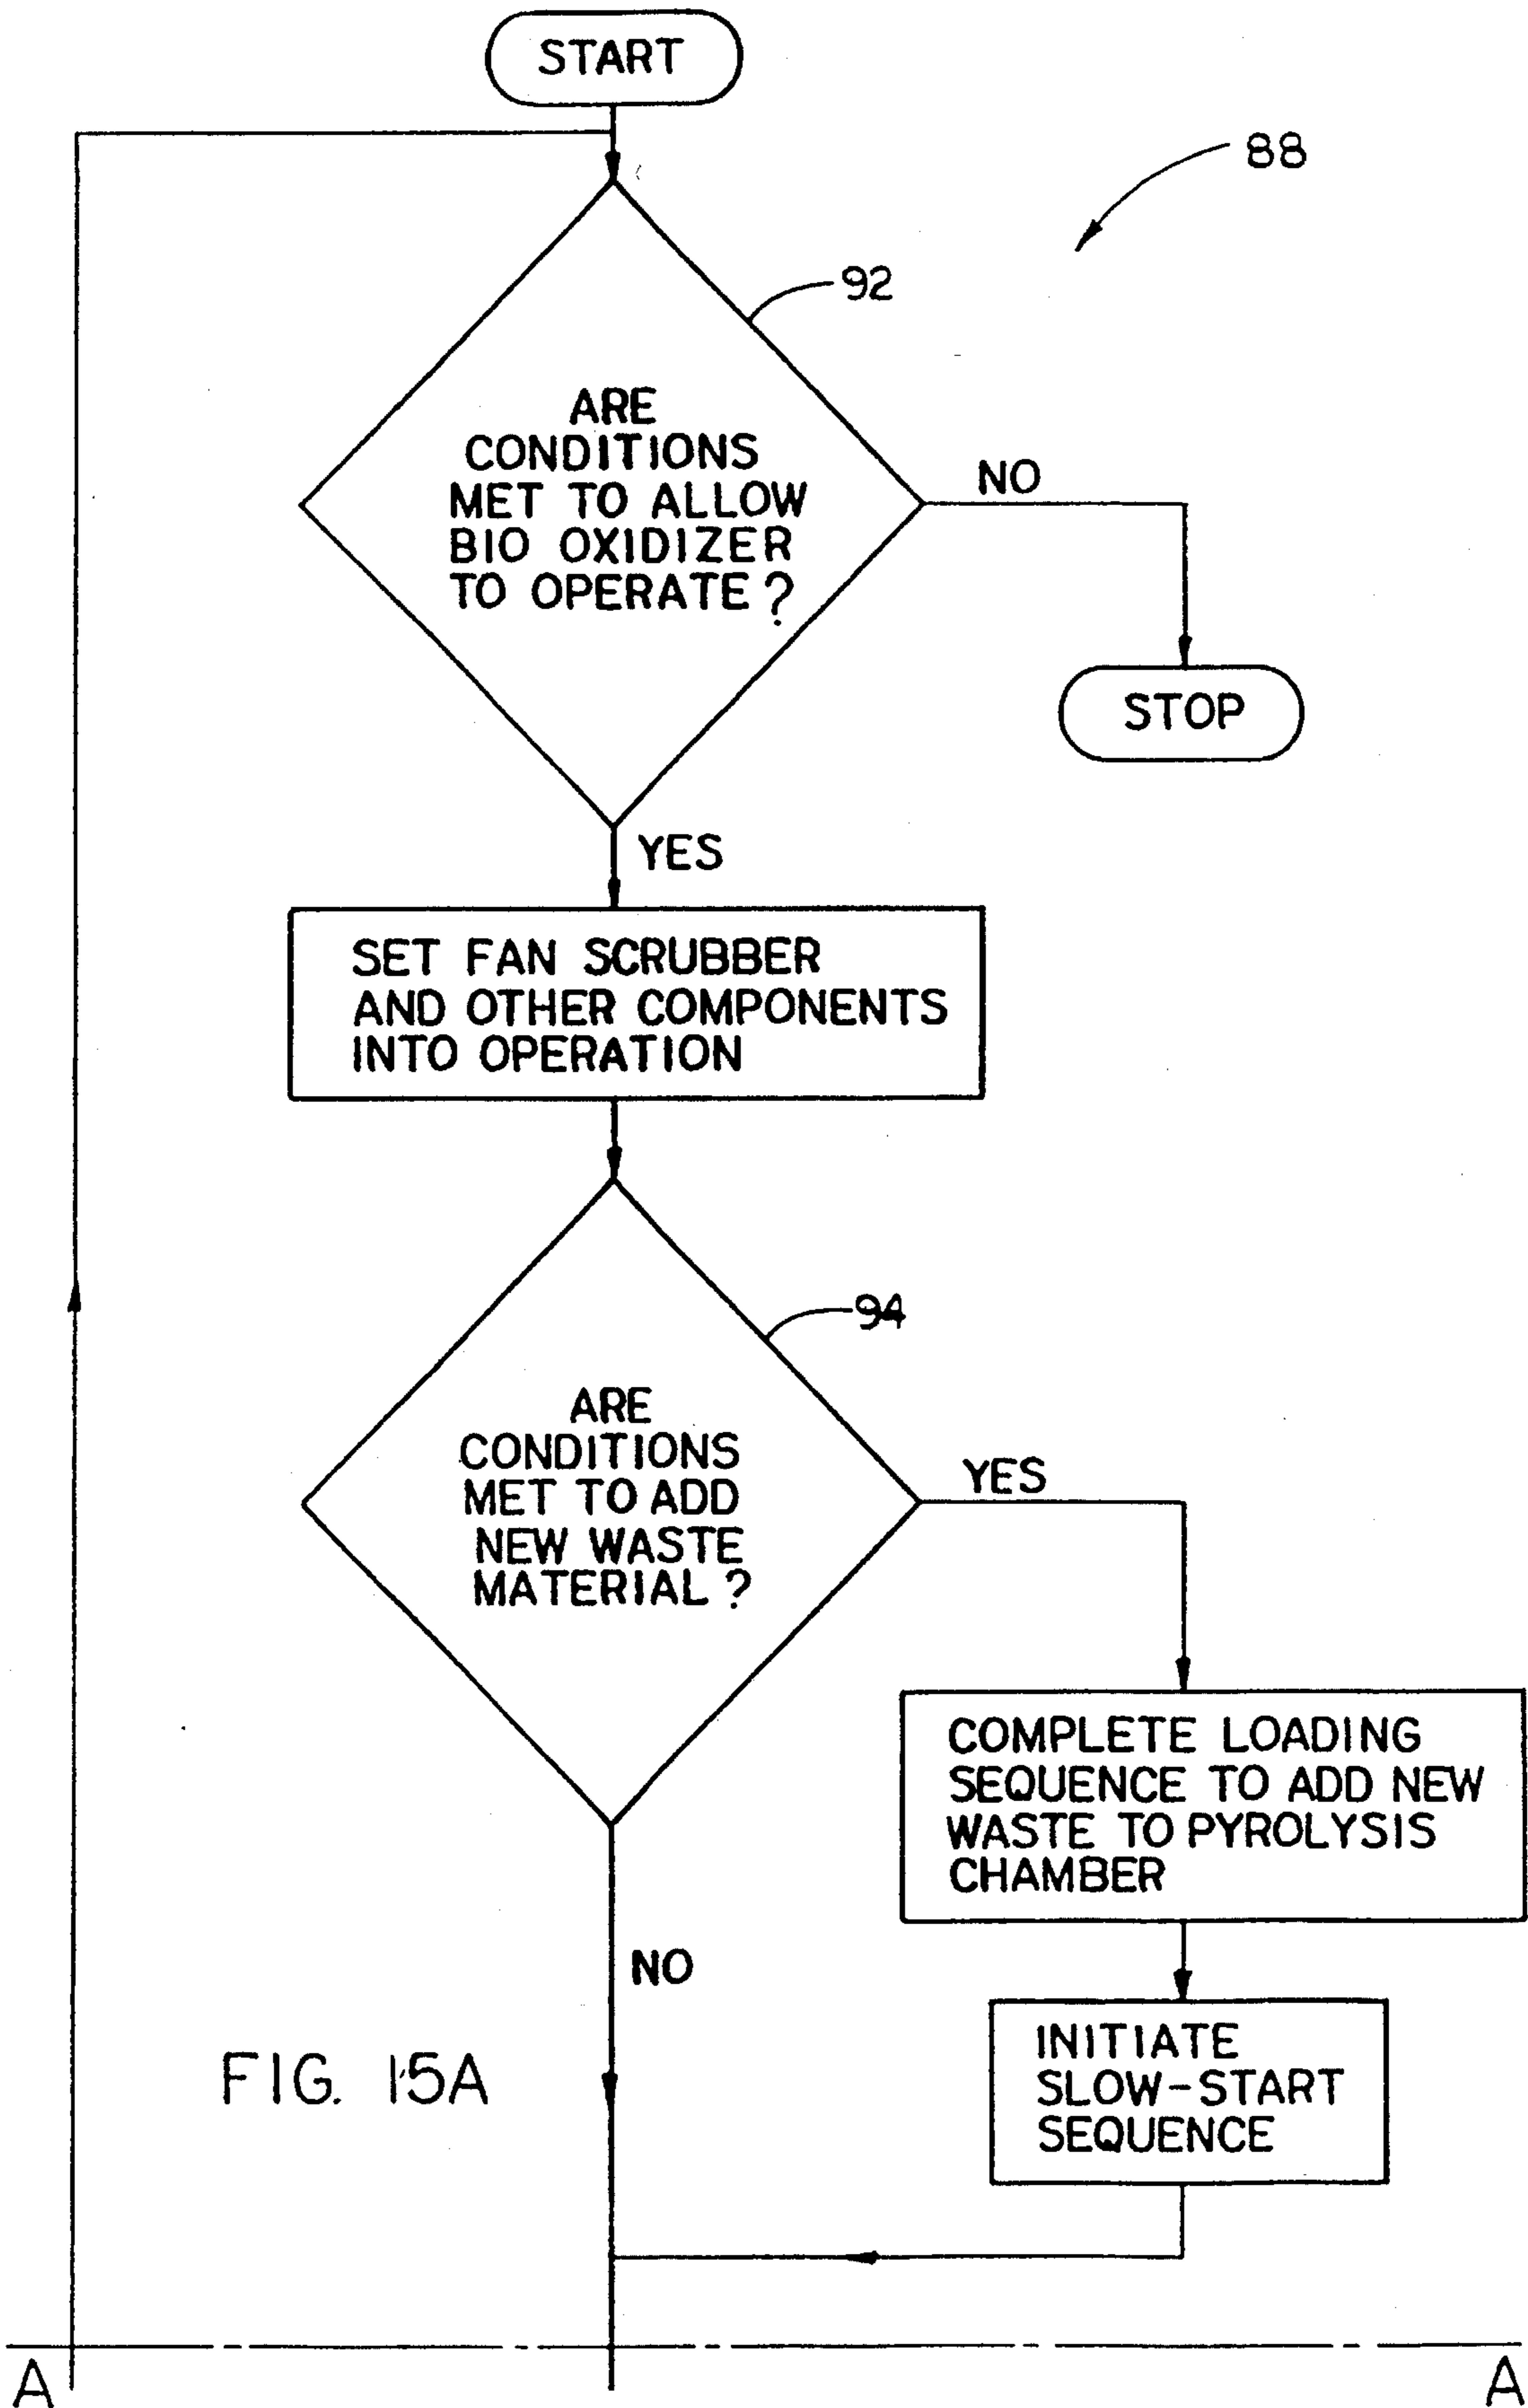 START
88
92
ARE
CONDITIONS
MET TO ALLOW
BIO OXIDIZER
TO OPERATE?
NO
STOP
YES
SET FAN SCRUBBER
AND OTHER COMPONENTS
INTO OPERATION
94
ARE
CONDITIONS
MET TO ADD
NEW WASTE
MATERIAL?
YES
COMPLETE LOADING
SEQUENCE TO ADD NEW
WASTE TO PYROLYSIS
CHAMBER
NO
INITIATE
SLOW-START
SEQUENCE
FIG. 15A
A
A